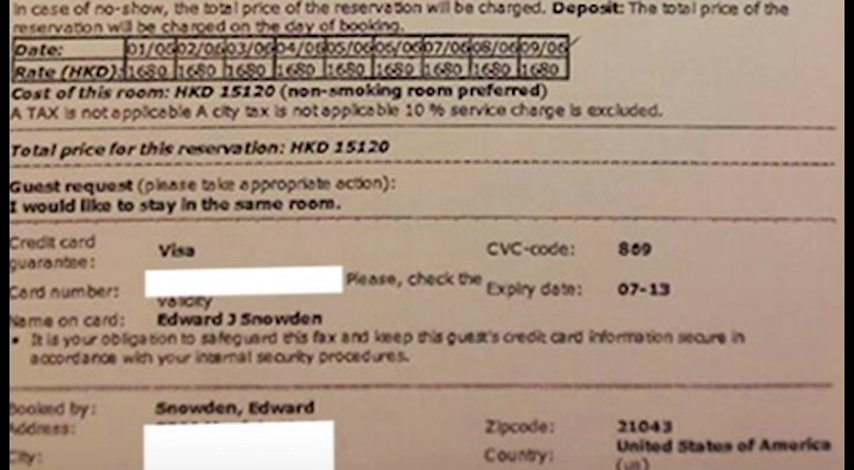 In case of no-show, the total price of the reservation will be charged. Deposit: The total price of the
reservation will be charged on the day of booking.
Date: 01/06 02/06 03/06 04/06 05/06 06/06 07/06 08/06 09/06
Rate (HKD): 1680 1680 1680 1680 1680 1680 1680 1680 1680
Cost of this room: HKD 15120 (non-smoking room preferred)
A TAX is not applicable A city tax is not applicable 10 % service charge is excluded.
Total price for this reservation: HKD 15120
Guest request (please take appropriate action):
I would like to stay in the same room.
Credit card guarantee: Visa CVC-code: 869
Card number: Please, check the validity Expiry date: 07-13
Name on card: Edward J Snowden
• It is your obligation to safeguard this fax and keep this guest's credit card information secure in
accordance with your internal security procedures.
Booked by: Snowden, Edward
Address: Zipcode: 21043
City: Country: United States of America
(us)